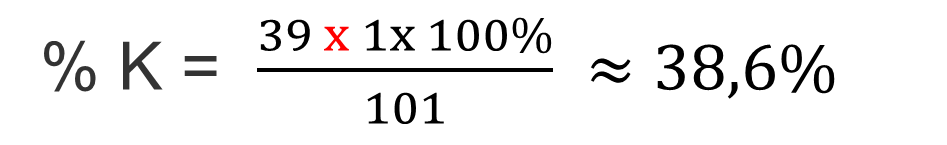 % K = 39 x 1x 100% / 101 ≈ 38,6%